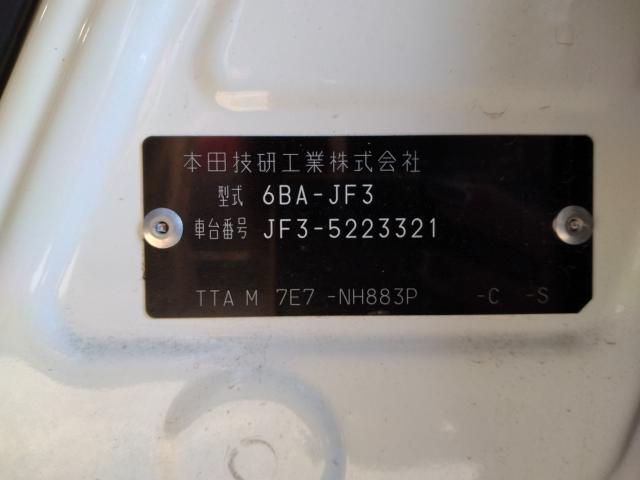 本田技研工業株式会社
型式 6BA-JF3
車台番号 JF3-5223321
TTA M 7E7 -NH883P -C -S